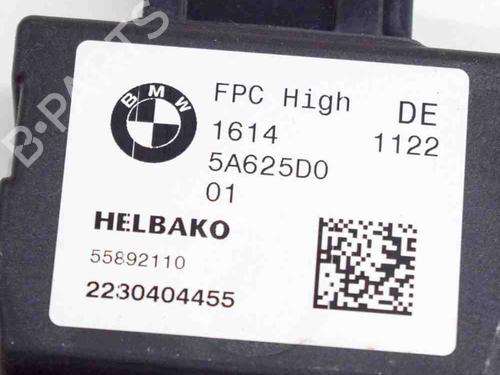 BMW
FPC High DE
1614 1122
5A625D0
01
HELBAKO
55892110
2230404455
B-PARTS